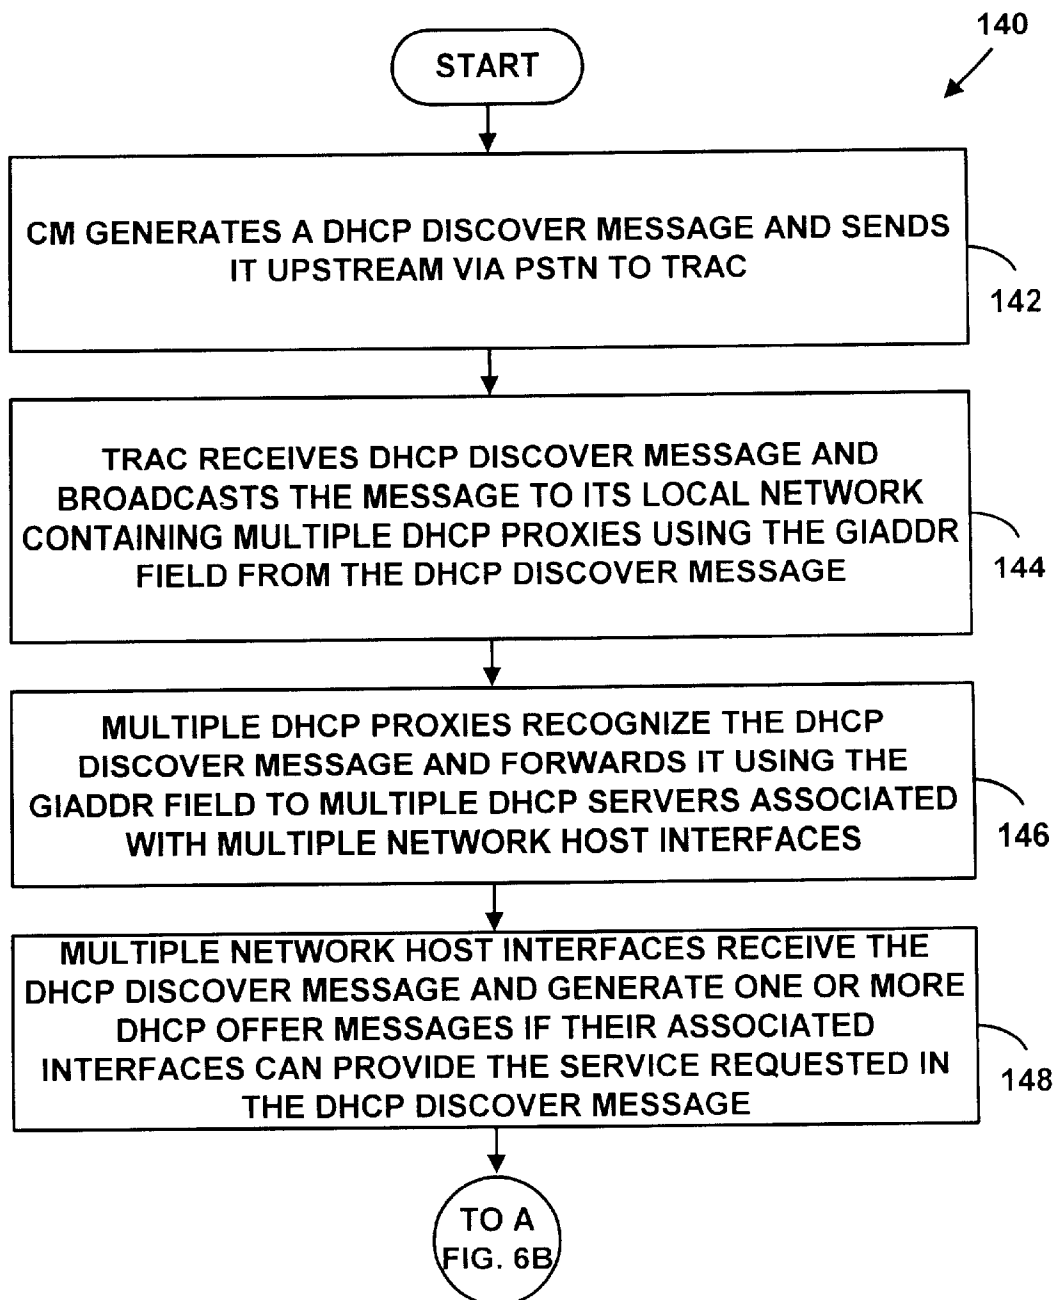 140
START
CM GENERATES A DHCP DISCOVER MESSAGE AND SENDS
IT UPSTREAM VIA PSTN TO TRAC
142
TRAC RECEIVES DHCP DISCOVER MESSAGE AND
BROADCASTS THE MESSAGE TO ITS LOCAL NETWORK
CONTAINING MULTIPLE DHCP PROXIES USING THE GIADDR
FIELD FROM THE DHCP DISCOVER MESSAGE
144
MULTIPLE DHCP PROXIES RECOGNIZE THE DHCP
DISCOVER MESSAGE AND FORWARDS IT USING THE
GIADDR FIELD TO MULTIPLE DHCP SERVERS ASSOCIATED
WITH MULTIPLE NETWORK HOST INTERFACES
146
MULTIPLE NETWORK HOST INTERFACES RECEIVE THE
DHCP DISCOVER MESSAGE AND GENERATE ONE OR MORE
DHCP OFFER MESSAGES IF THEIR ASSOCIATED
INTERFACES CAN PROVIDE THE SERVICE REQUESTED IN
THE DHCP DISCOVER MESSAGE
148
TO A
FIG. 6B